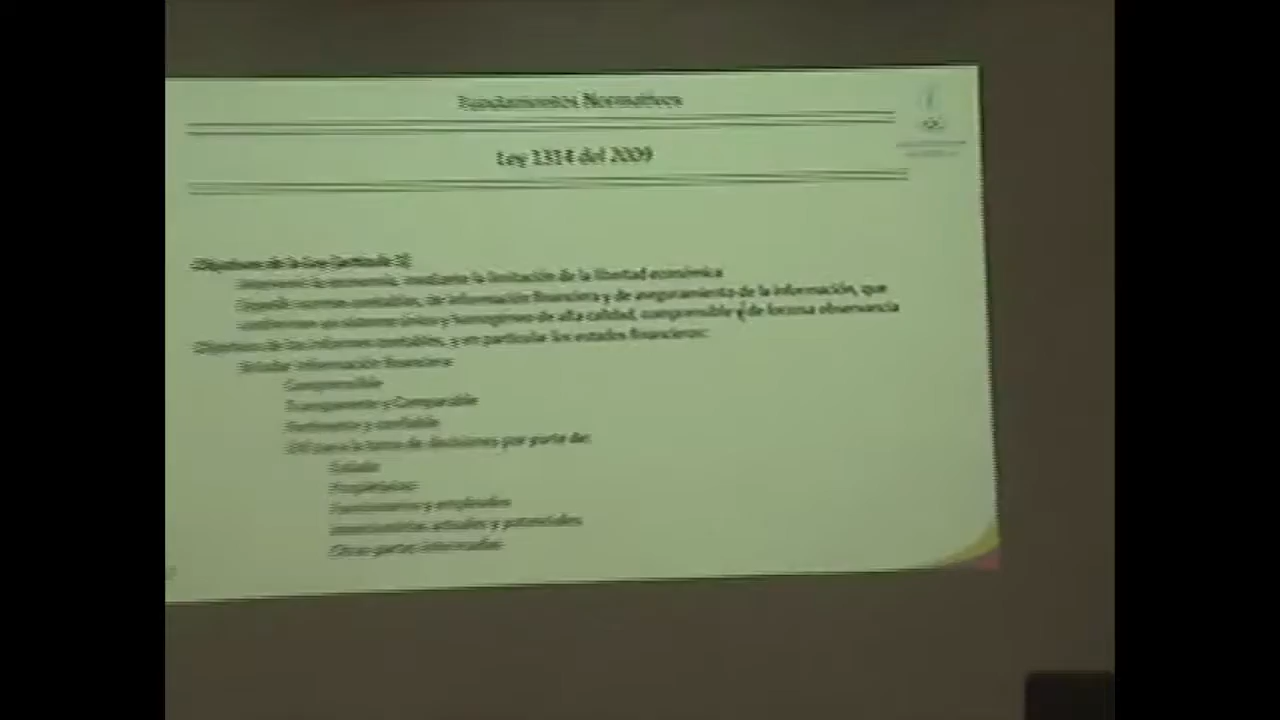 Fundamentos Normativos
Ley 1314 del 2009
Objetivos de la Ley (artículo 1)
la economía, mediante la limitación de la libertad económica
normas contables, de información financiera y de aseguramiento de la información, que
conformen un sistema único y homogéneo de alta calidad, comprensible y de forzosa observancia
Objetivos de los informes contables, y en particular los estados financieros:
Brindar información financiera
Comprensible
Transparente y Comparable
Pertinente y confiable
Útil para la toma de decisiones por parte de:
Estado
Propietarios
Funcionarios y empleados
Inversionistas actuales y potenciales
Otras partes interesadas